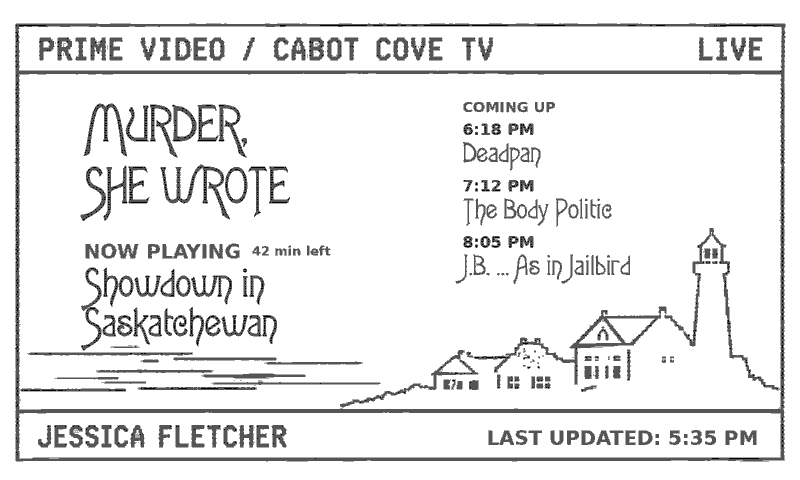 PRIME VIDEO / CABOT COVE TV
LIVE
MURDER,
SHE WROTE
NOW PLAYING 42 min left
Showdown in
Saskatchewan
COMING UP
6:18 PM
Deadpan
7:12 PM
The Body Politic
8:05 PM
J.B. ... As in Jailbird
JESSICA FLETCHER
LAST UPDATED: 5:35 PM